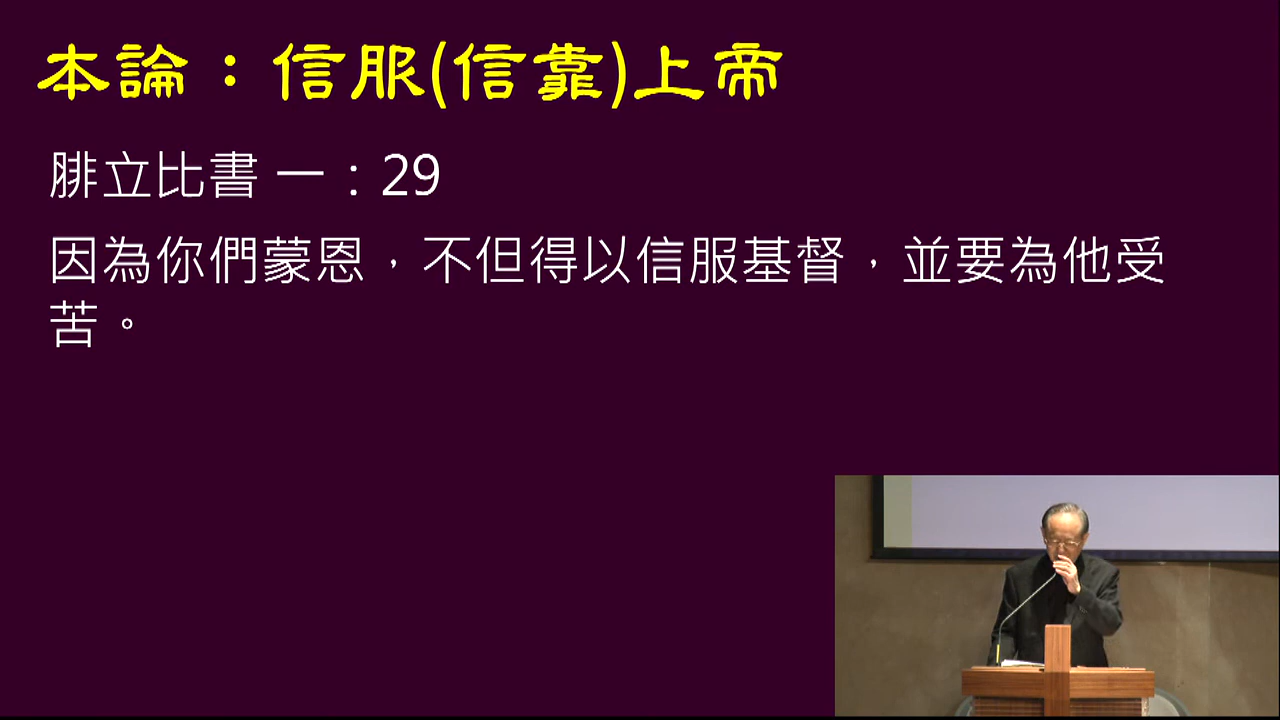 本論：信服(信靠)上帝
腓立比書 一：29
因為你們蒙恩，不但得以信服基督，並要為他受
苦。